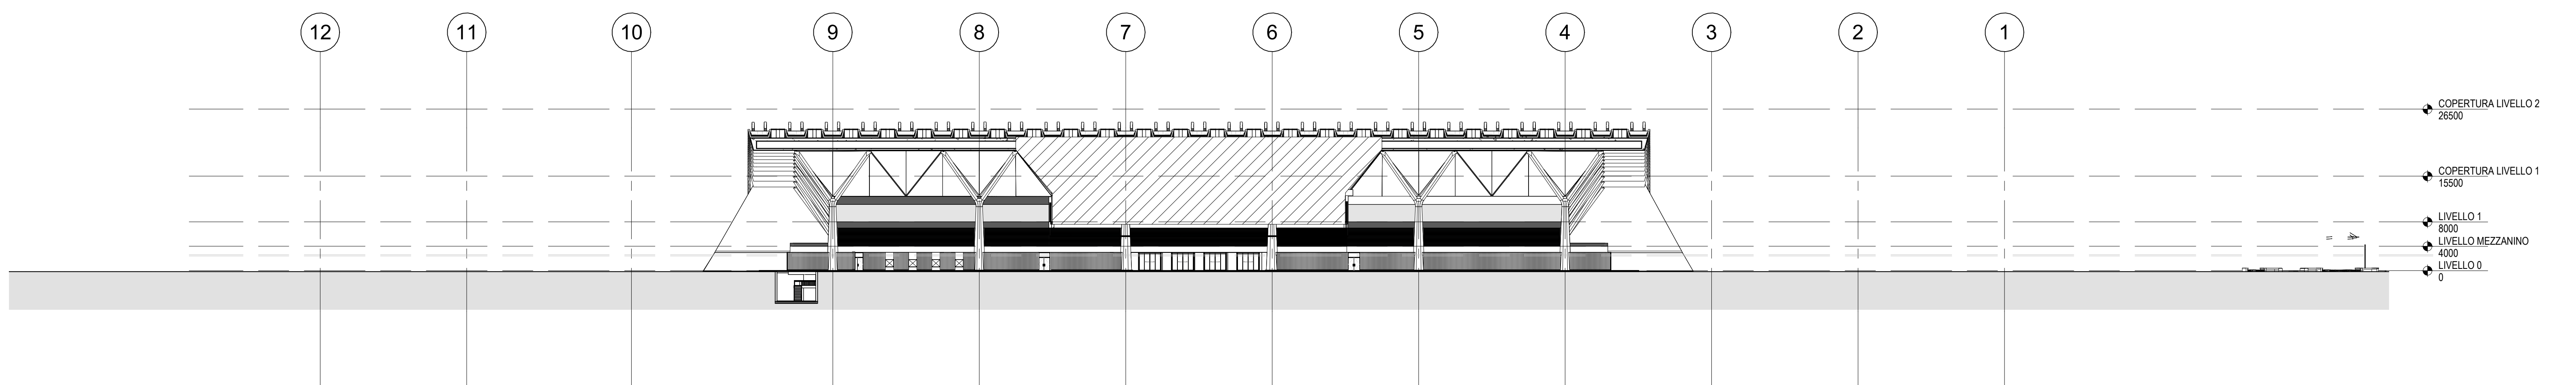 12 11 10 9 8 7 6 5 4 3 2 1
COPERTURA LIVELLO 2
26500
COPERTURA LIVELLO 1
15500
LIVELLO 1
8000
LIVELLO MEZZANINO
4000
LIVELLO 0
0